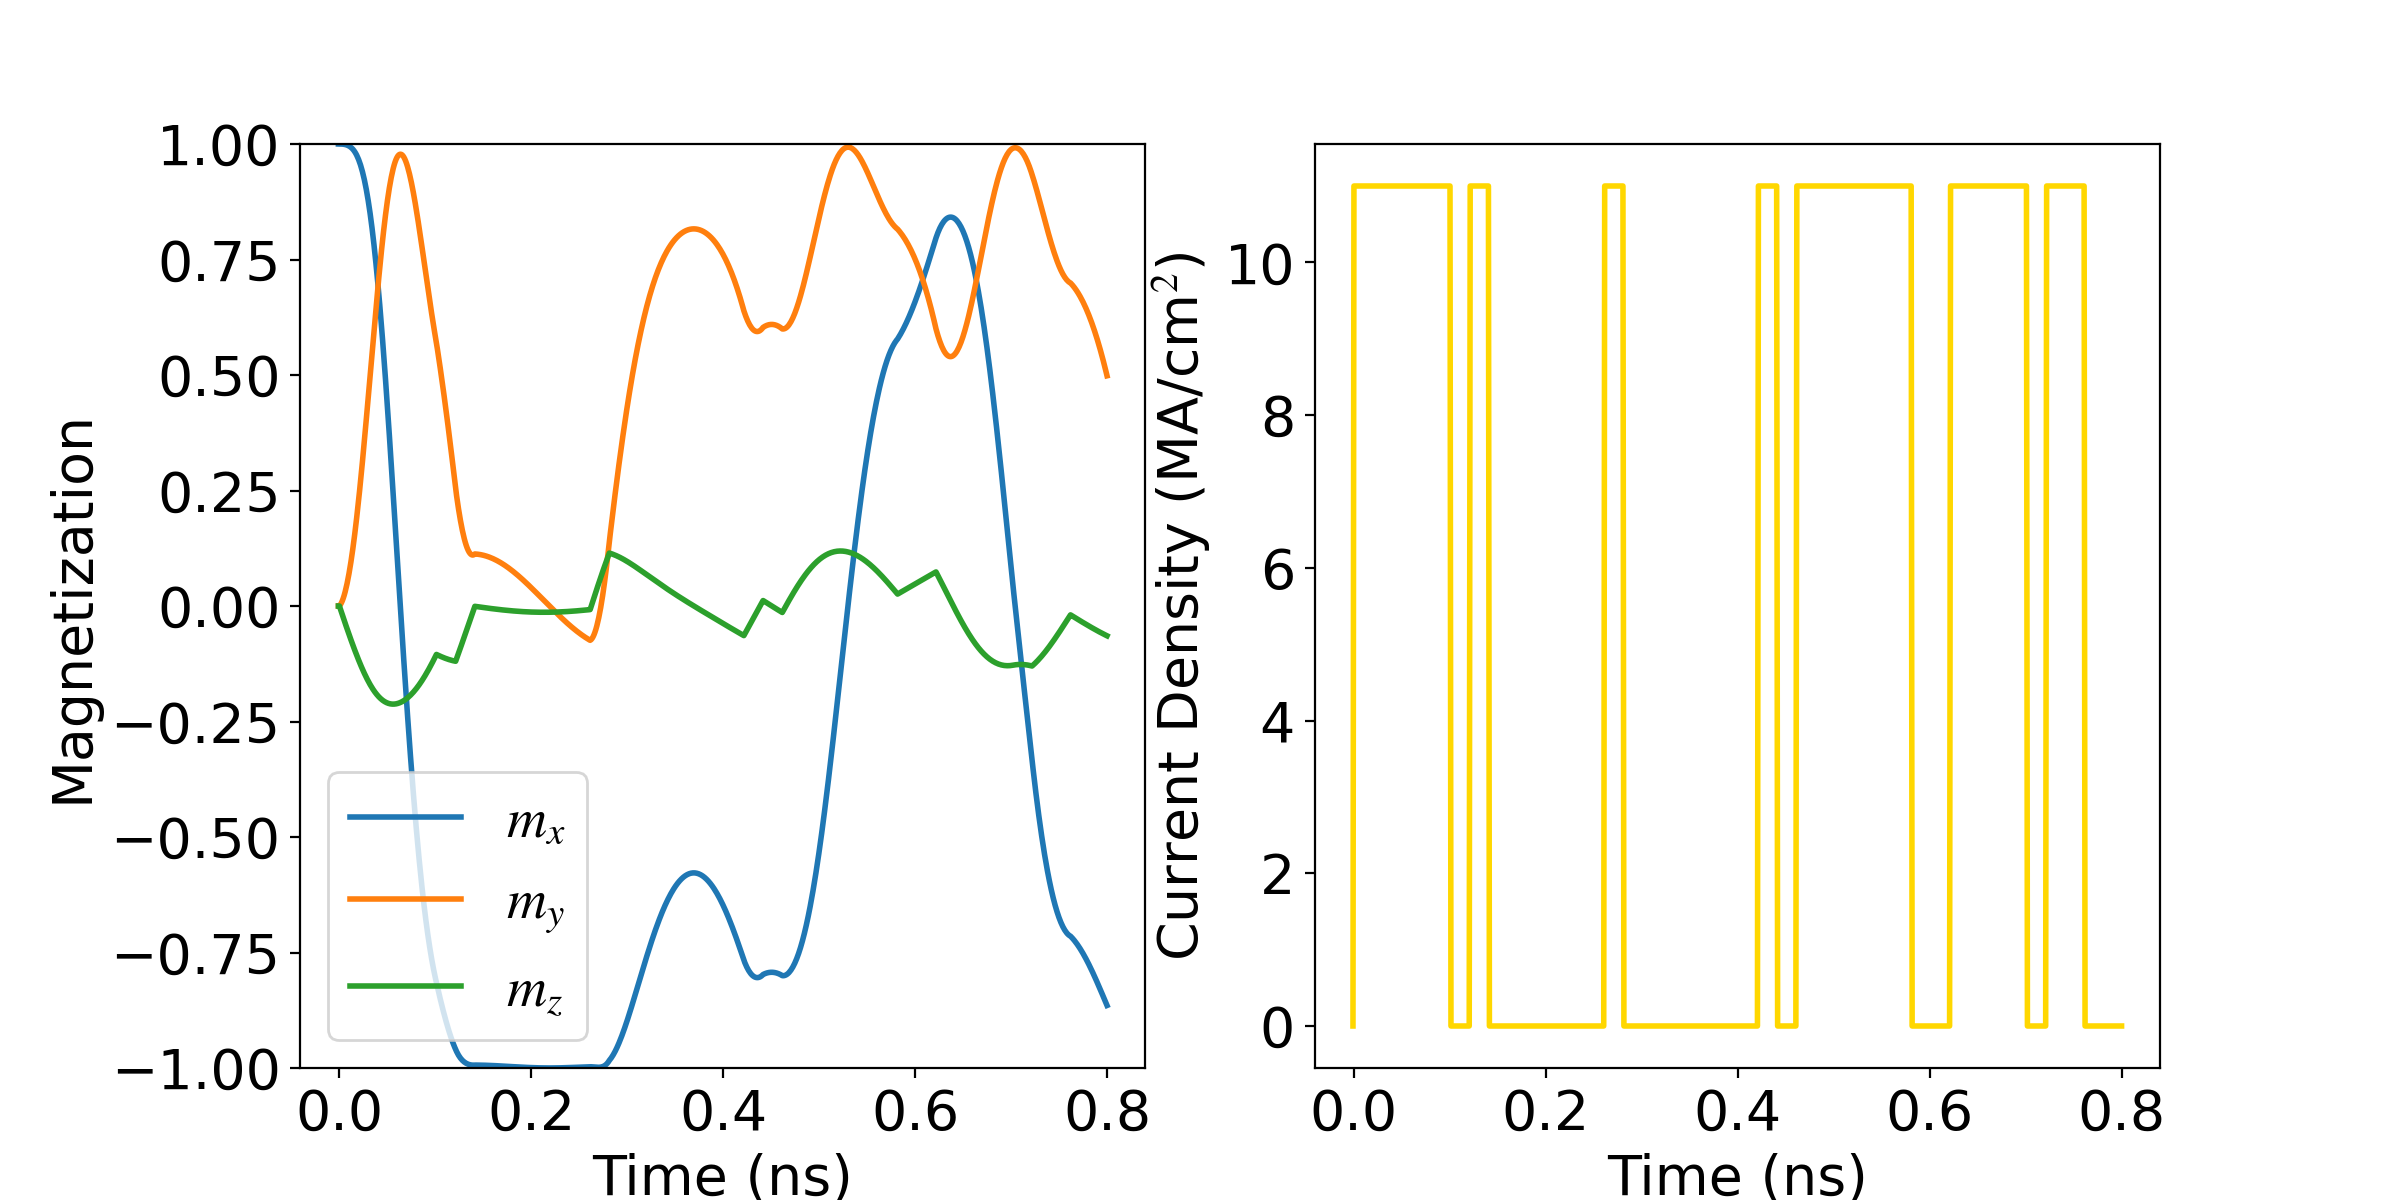 Magnetization
1.00
0.75
0.50
0.25
0.00
−0.25
−0.50
−0.75
−1.00
m_x
m_y
m_z
0.0 0.2 0.4 0.6 0.8
Time (ns)
Current Density (MA/cm²)
10
8
6
4
2
0
0.0 0.2 0.4 0.6 0.8
Time (ns)